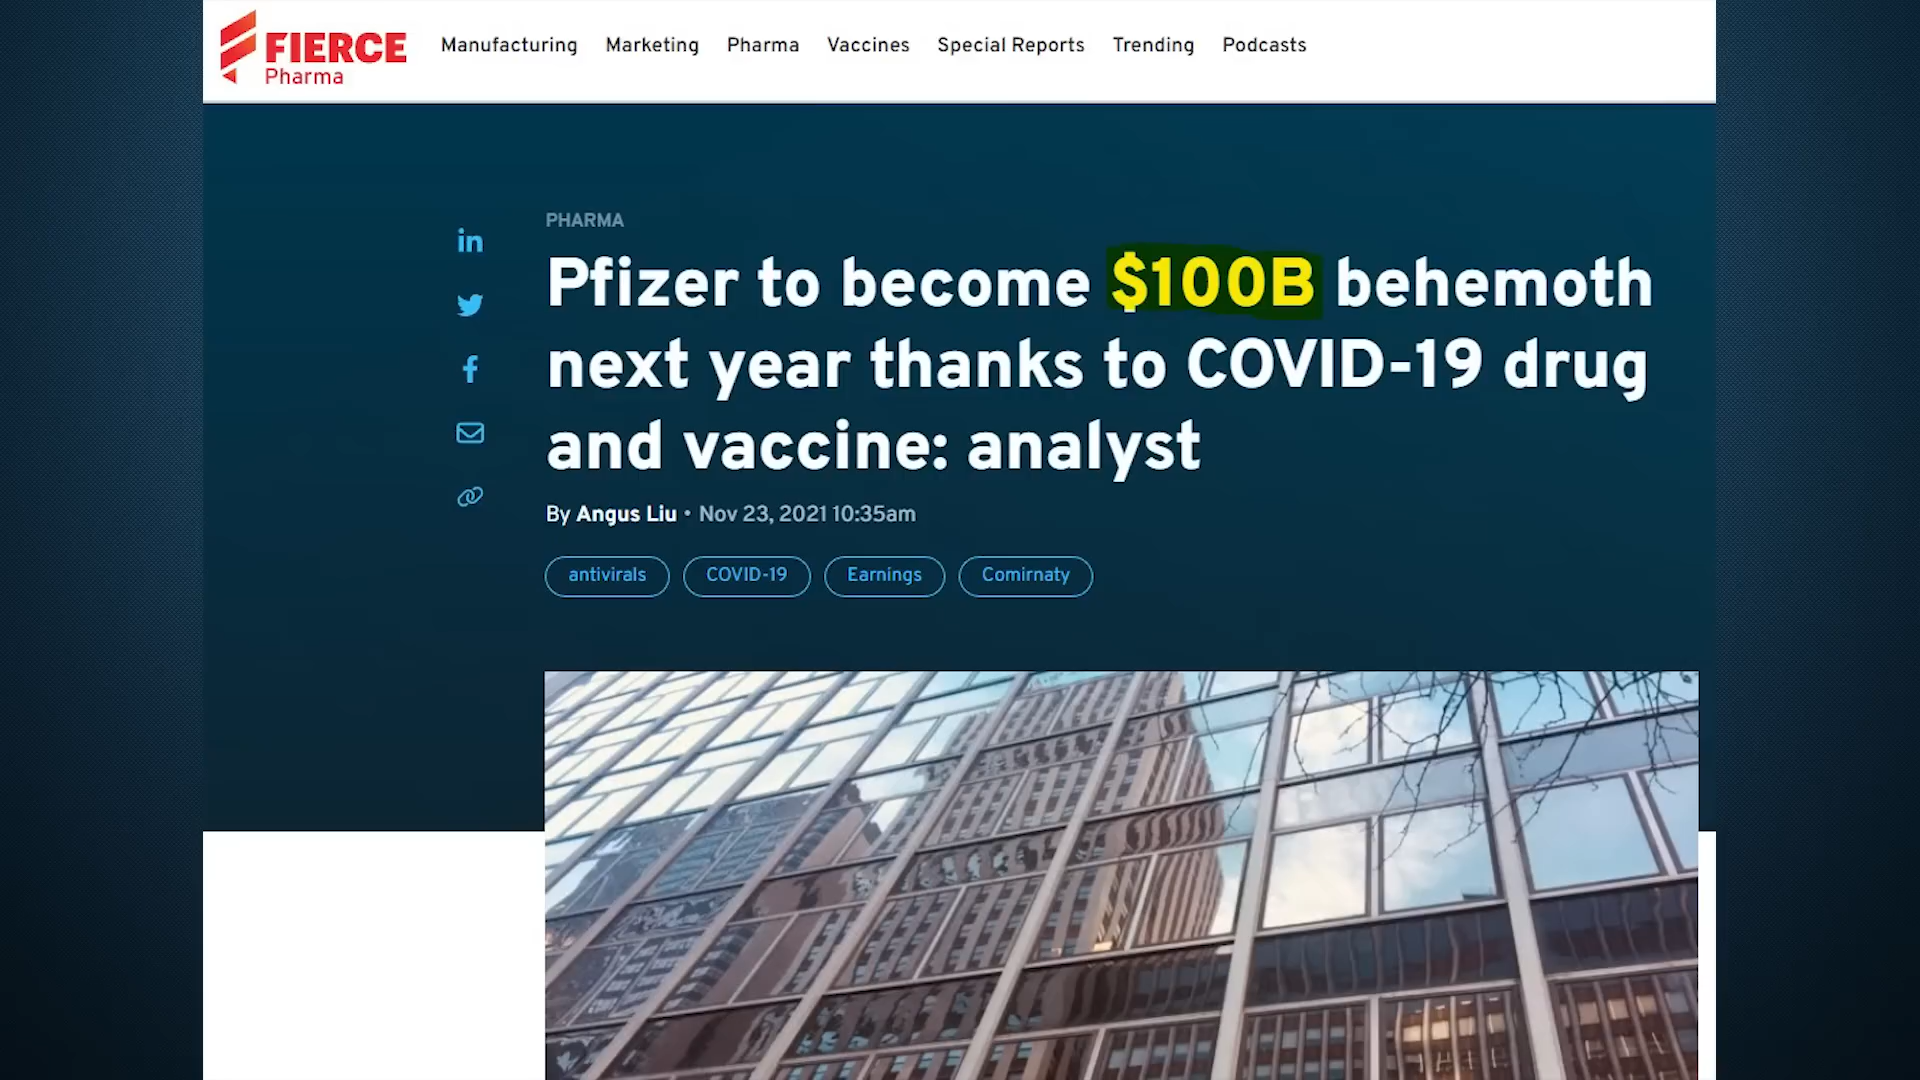 FIERCE
Pharma
Manufacturing Marketing Pharma Vaccines Special Reports Trending Podcasts
PHARMA
Pfizer to become $100B behemoth
next year thanks to COVID-19 drug
and vaccine: analyst
By Angus Liu • Nov 23, 2021 10:35am
antivirals COVID-19 Earnings Comirnaty